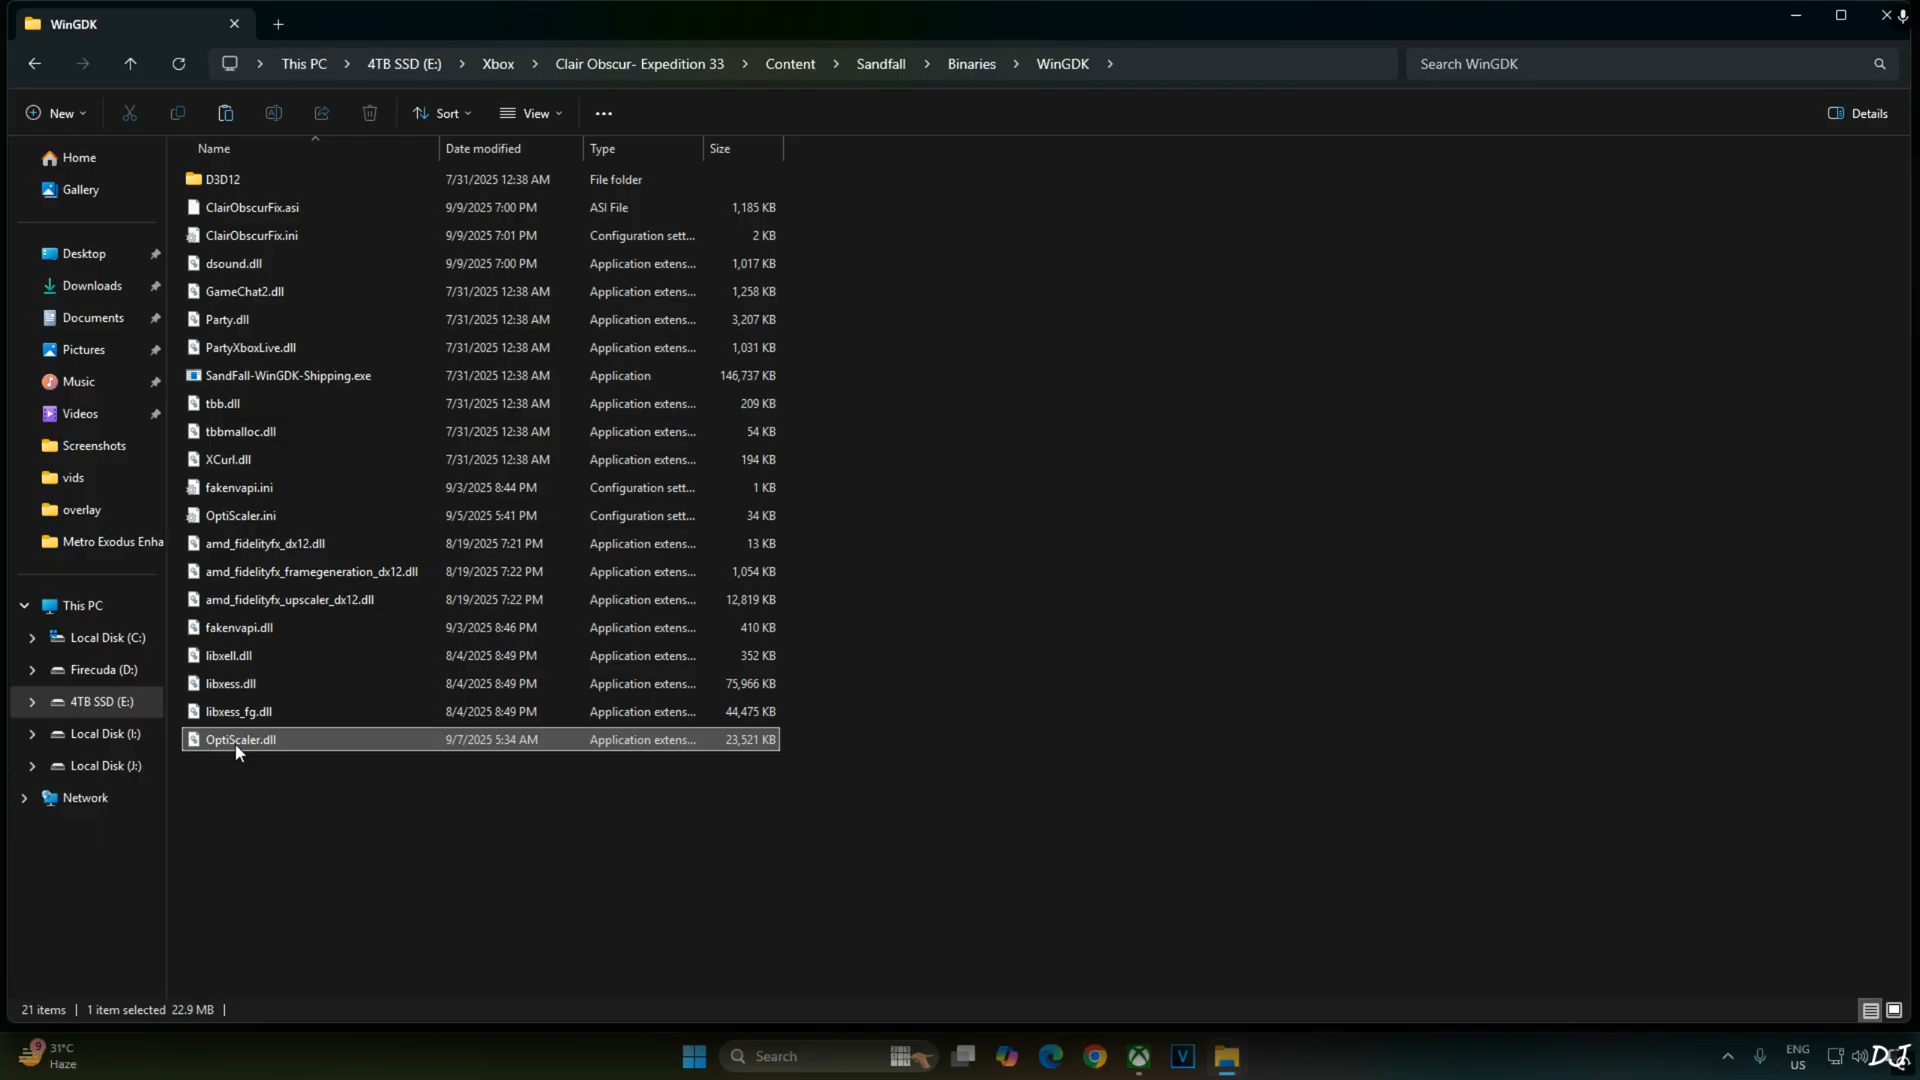 WinGDK
This PC > 4TB SSD (E:) > Xbox > Clair Obscur- Expedition 33 > Content > Sandfall > Binaries > WinGDK >
Search WinGDK
New
Sort
View
Details
Name Date modified Type Size
Home
Gallery
Desktop
Downloads
Documents
Pictures
Music
Videos
Screenshots
vids
overlay
Metro Exodus Enha
This PC
Local Disk (C:)
Firecuda (D:)
4TB SSD (E:)
Local Disk (I:)
Local Disk (J:)
Network
D3D12 7/31/2025 12:38 AM File folder
ClairObscurFix.asi 9/9/2025 7:00 PM ASI File 1,185 KB
ClairObscurFix.ini 9/9/2025 7:01 PM Configuration sett... 2 KB
dsound.dll 9/9/2025 7:00 PM Application extens... 1,017 KB
GameChat2.dll 7/31/2025 12:38 AM Application extens... 1,258 KB
Party.dll 7/31/2025 12:38 AM Application extens... 3,207 KB
PartyXboxLive.dll 7/31/2025 12:38 AM Application extens... 1,031 KB
SandFall-WinGDK-Shipping.exe 7/31/2025 12:38 AM Application 146,737 KB
tbb.dll 7/31/2025 12:38 AM Application extens... 209 KB
tbbmalloc.dll 7/31/2025 12:38 AM Application extens... 54 KB
XCurl.dll 7/31/2025 12:38 AM Application extens... 194 KB
fakenvapi.ini 9/3/2025 8:44 PM Configuration sett... 1 KB
OptiScaler.ini 9/5/2025 5:41 PM Configuration sett... 34 KB
amd_fidelityfx_dx12.dll 8/19/2025 7:21 PM Application extens... 13 KB
amd_fidelityfx_framegeneration_dx12.dll 8/19/2025 7:22 PM Application extens... 1,054 KB
amd_fidelityfx_upscaler_dx12.dll 8/19/2025 7:22 PM Application extens... 12,819 KB
fakenvapi.dll 9/3/2025 8:46 PM Application extens... 410 KB
libxell.dll 8/4/2025 8:49 PM Application extens... 352 KB
libxess.dll 8/4/2025 8:49 PM Application extens... 75,966 KB
libxess_fg.dll 8/4/2025 8:49 PM Application extens... 44,475 KB
OptiScaler.dll 9/7/2025 5:34 AM Application extens... 23,521 KB
21 items | 1 item selected 22.9 MB |
9
31°C
Haze
Search
V
ENG
US
DJ